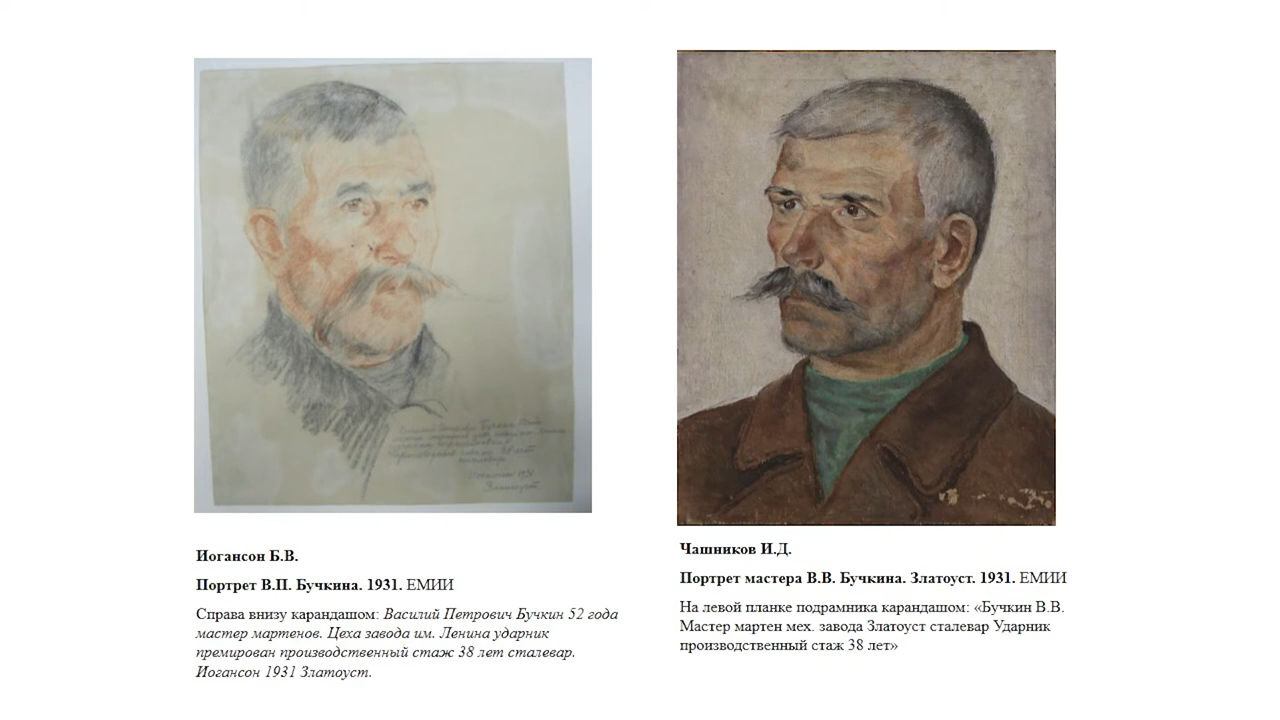 Иогансон Б.В.
Портрет В.П. Бучкина. 1931. ЕМИИ
Справа внизу карандашом: Василий Петрович Бучкин 52 года
мастер мартенов. Цеха завода им. Ленина ударник
премирован производственный стаж 38 лет сталевар.
Иогансон 1931 Златоуст.
Чашников И.Д.
Портрет мастера В.В. Бучкина. Златоуст. 1931. ЕМИИ
На левой планке подрамника карандашом: «Бучкин В.В.
Мастер мартен мех. завода Златоуст сталевар Ударник
производственный стаж 38 лет»